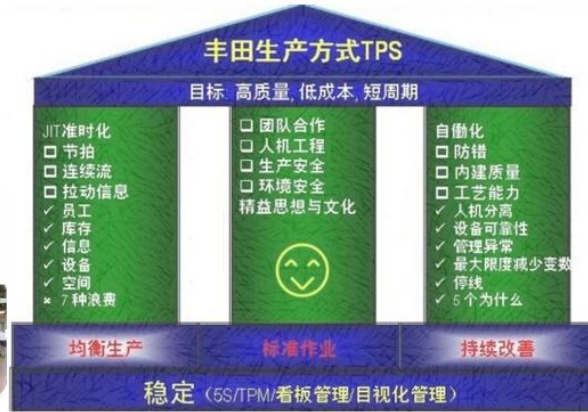 丰田生产方式TPS
目标: 高质量, 低成本, 短周期
JIT准时化
□ 节拍
□ 连续流
□ 拉动信息
✓ 员工
✓ 库存
✓ 信息
✓ 设备
✓ 空间
× 7种浪费
□ 团队合作
□ 人机工程
□ 生产安全
□ 环境安全
精益思想与文化
自働化
□ 防错
□ 内建质量
□ 工艺能力
✓ 人机分离
✓ 设备可靠性
✓ 管理异常
✓ 最大限度减少变数
✓ 停线
✓ 5个为什么
均衡生产
标准作业
持续改善
稳定（5S/TPM/看板管理/目视化管理）